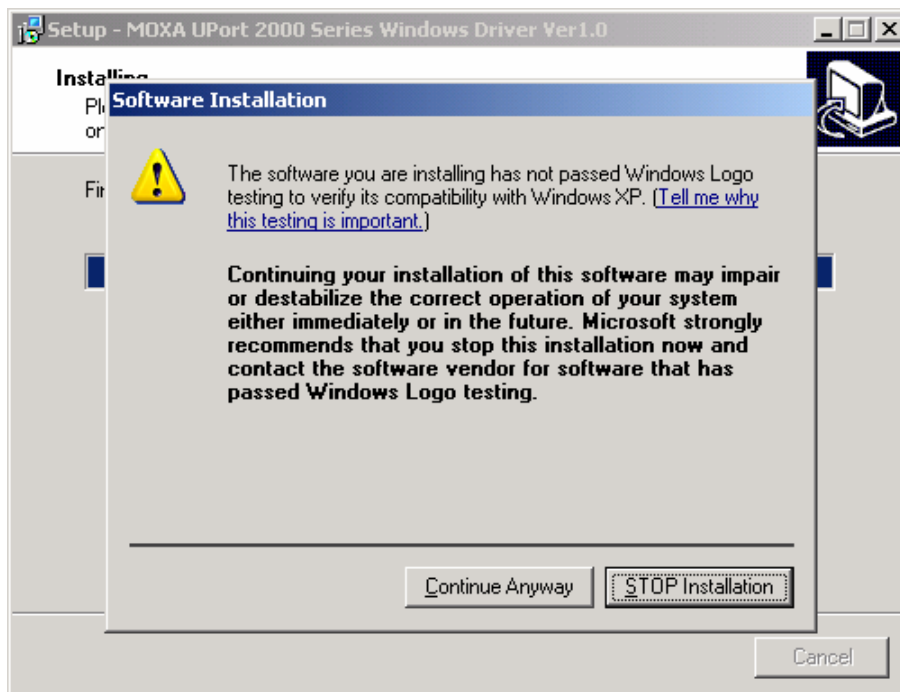 Setup - MOXA UPort 2000 Series Windows Driver Ver1.0
Installing
Pl
or
Software Installation
Fi
The software you are installing has not passed Windows Logo
testing to verify its compatibility with Windows XP. (Tell me why
this testing is important.)
Continuing your installation of this software may impair
or destabilize the correct operation of your system
either immediately or in the future. Microsoft strongly
recommends that you stop this installation now and
contact the software vendor for software that has
passed Windows Logo testing.
Continue Anyway
STOP Installation
Cancel